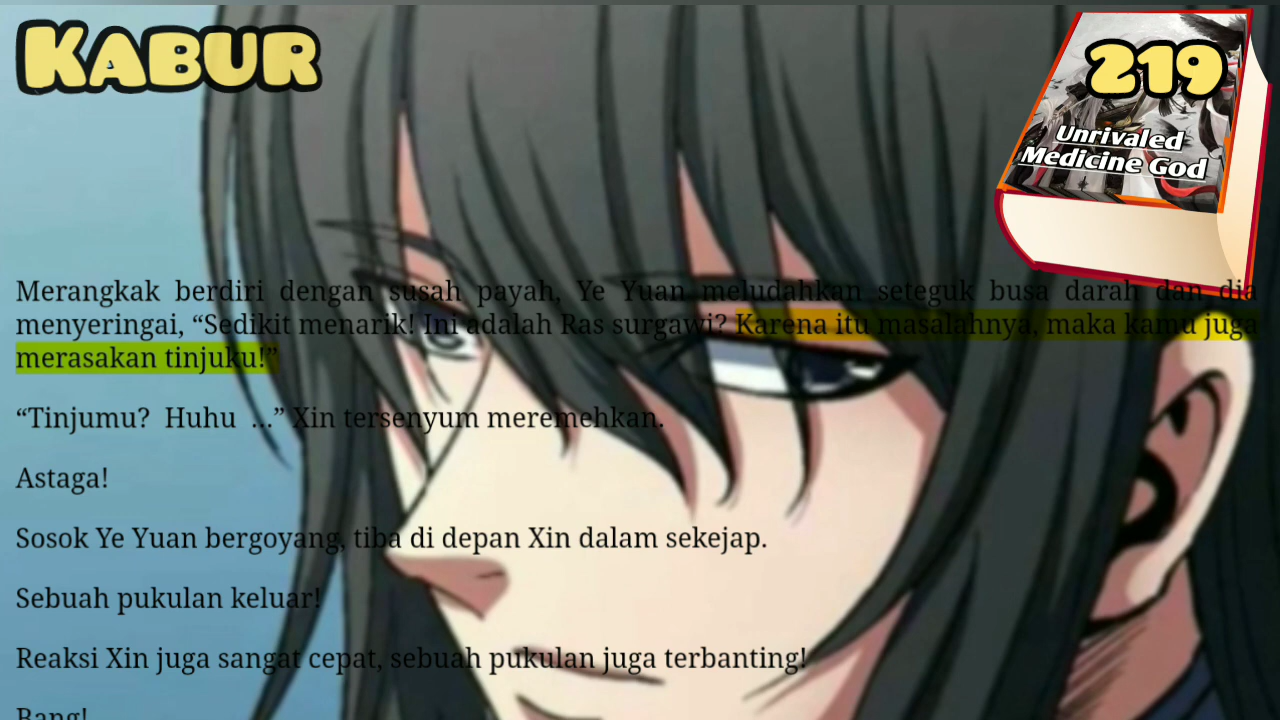 KABUR
219
Unrivaled
Medicine God
Merangkak berdiri dengan susah payah, Ye Yuan meludahkan seteguk busa darah dan dia
menyeringai, “Sedikit menarik! Ini adalah Ras surgawi? Karena itu masalahnya, maka kamu juga
merasakan tinjuku!”
“Tinjumu? Huhu …” Xin tersenyum meremehkan.
Astaga!
Sosok Ye Yuan bergoyang, tiba di depan Xin dalam sekejap.
Sebuah pukulan keluar!
Reaksi Xin juga sangat cepat, sebuah pukulan juga terbanting!
Bang!